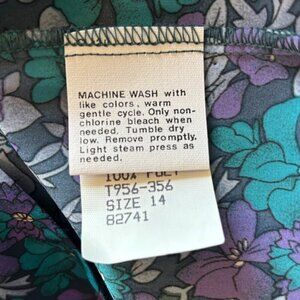 MACHINE WASH with
like colors, warm
gentle cycle. Only non-
chlorine bleach when
needed. Tumble dry
low. Remove promptly.
Light steam press as
needed.
100% POLY
T956-356
SIZE 14
82741